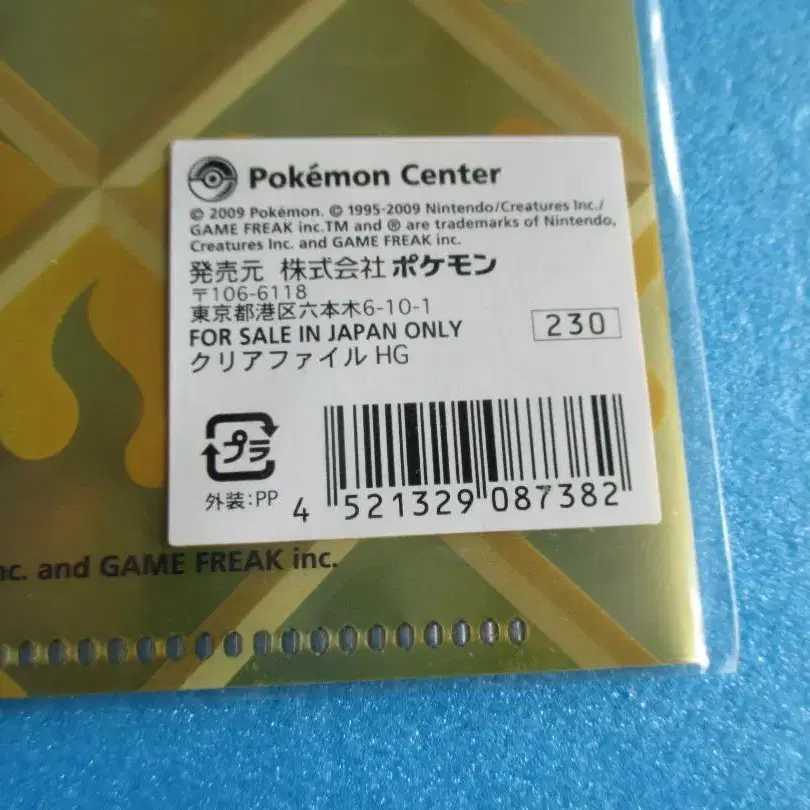 Pokémon Center
© 2009 Pokémon. © 1995-2009 Nintendo/Creatures Inc./
GAME FREAK inc.TM and ® are trademarks of Nintendo,
Creatures Inc. and GAME FREAK inc.
発売元 株式会社 ポケモン
〒106-6118
東京都港区六本木6-10-1
FOR SALE IN JAPAN ONLY
230
クリアファイル HG
プラ
外装:PP
4 521329 087382
nc. and GAME FREAK inc.